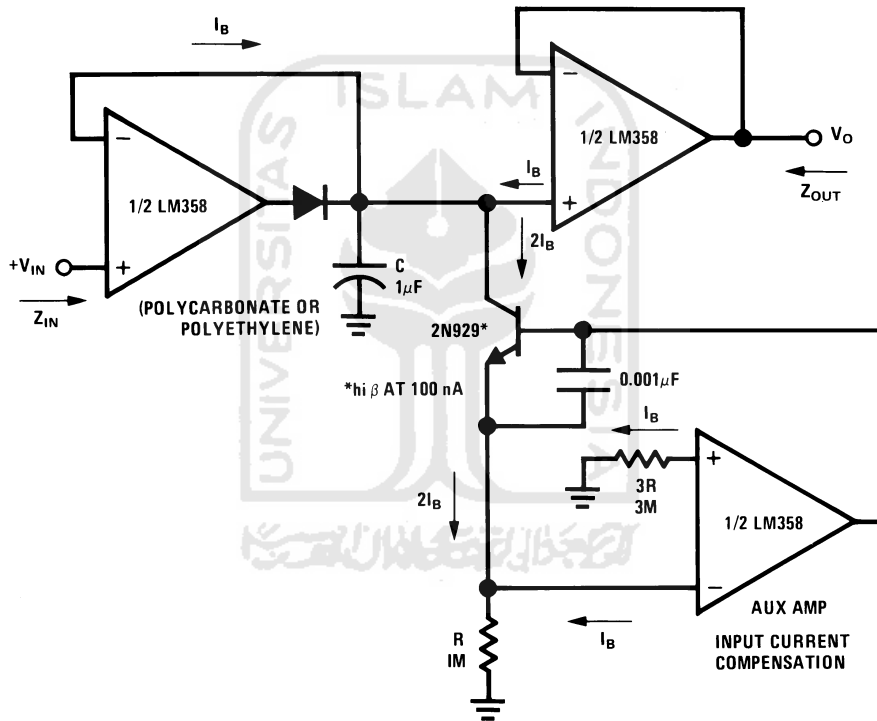 I_B
1/2 LM358
−
+
+V_IN
Z_IN
C
1μF
(POLYCARBONATE OR
POLYETHYLENE)
1/2 LM358
−
+
I_B
V_O
Z_OUT
2I_B
2N929*
*hi β AT 100 nA
0.001μF
I_B
3R
3M
+
−
1/2 LM358
2I_B
AUX AMP
INPUT CURRENT
COMPENSATION
I_B
R
IM
UNIVERSITAS
ISLAM
INDONESIA